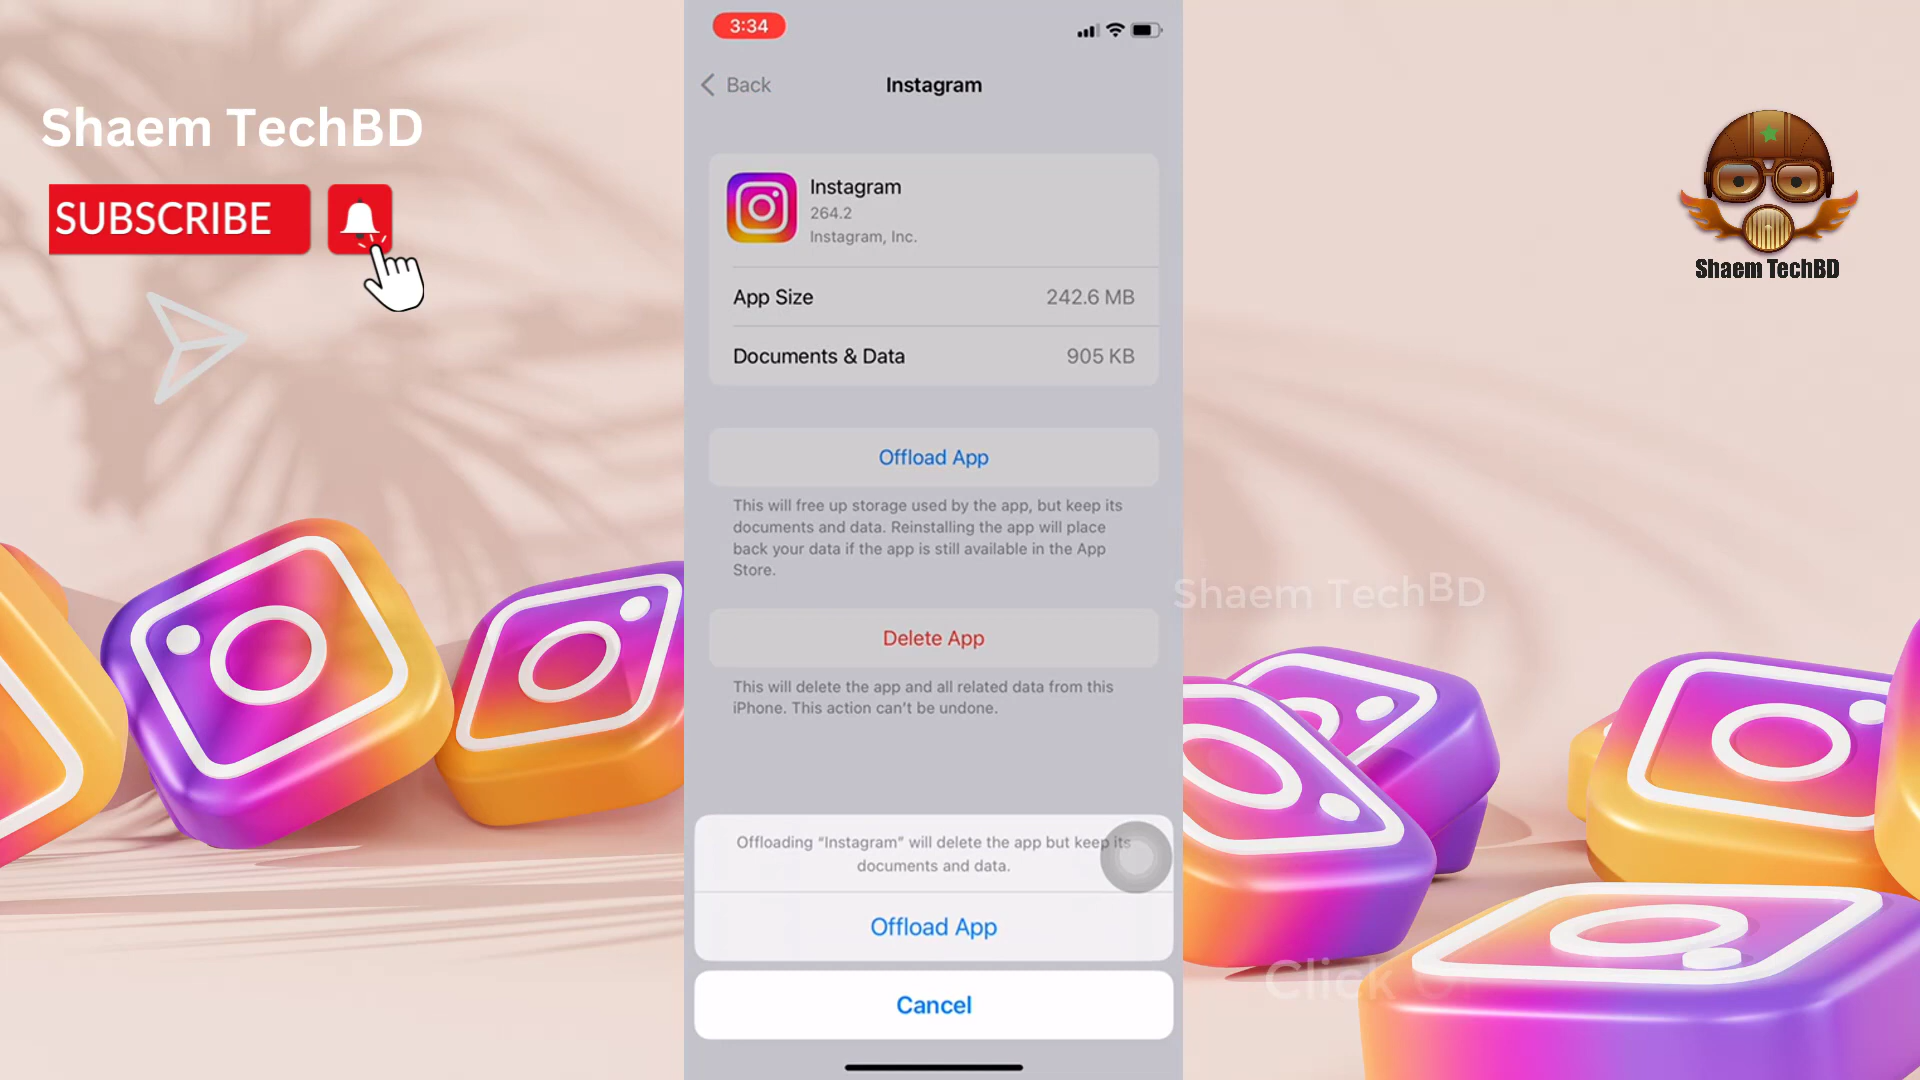 Shaem TechBD
SUBSCRIBE
3:34
Back
Instagram
Instagram
264.2
Instagram, Inc.
App Size
242.6 MB
Documents & Data
905 KB
Offload App
This will free up storage used by the app, but keep its
documents and data. Reinstalling the app will place
back your data if the app is still available in the App
Store.
Delete App
This will delete the app and all related data from this
iPhone. This action can't be undone.
Offloading “Instagram” will delete the app but keep its
documents and data.
Offload App
Cancel
Shaem TechBD
Shaem TechBD
Click